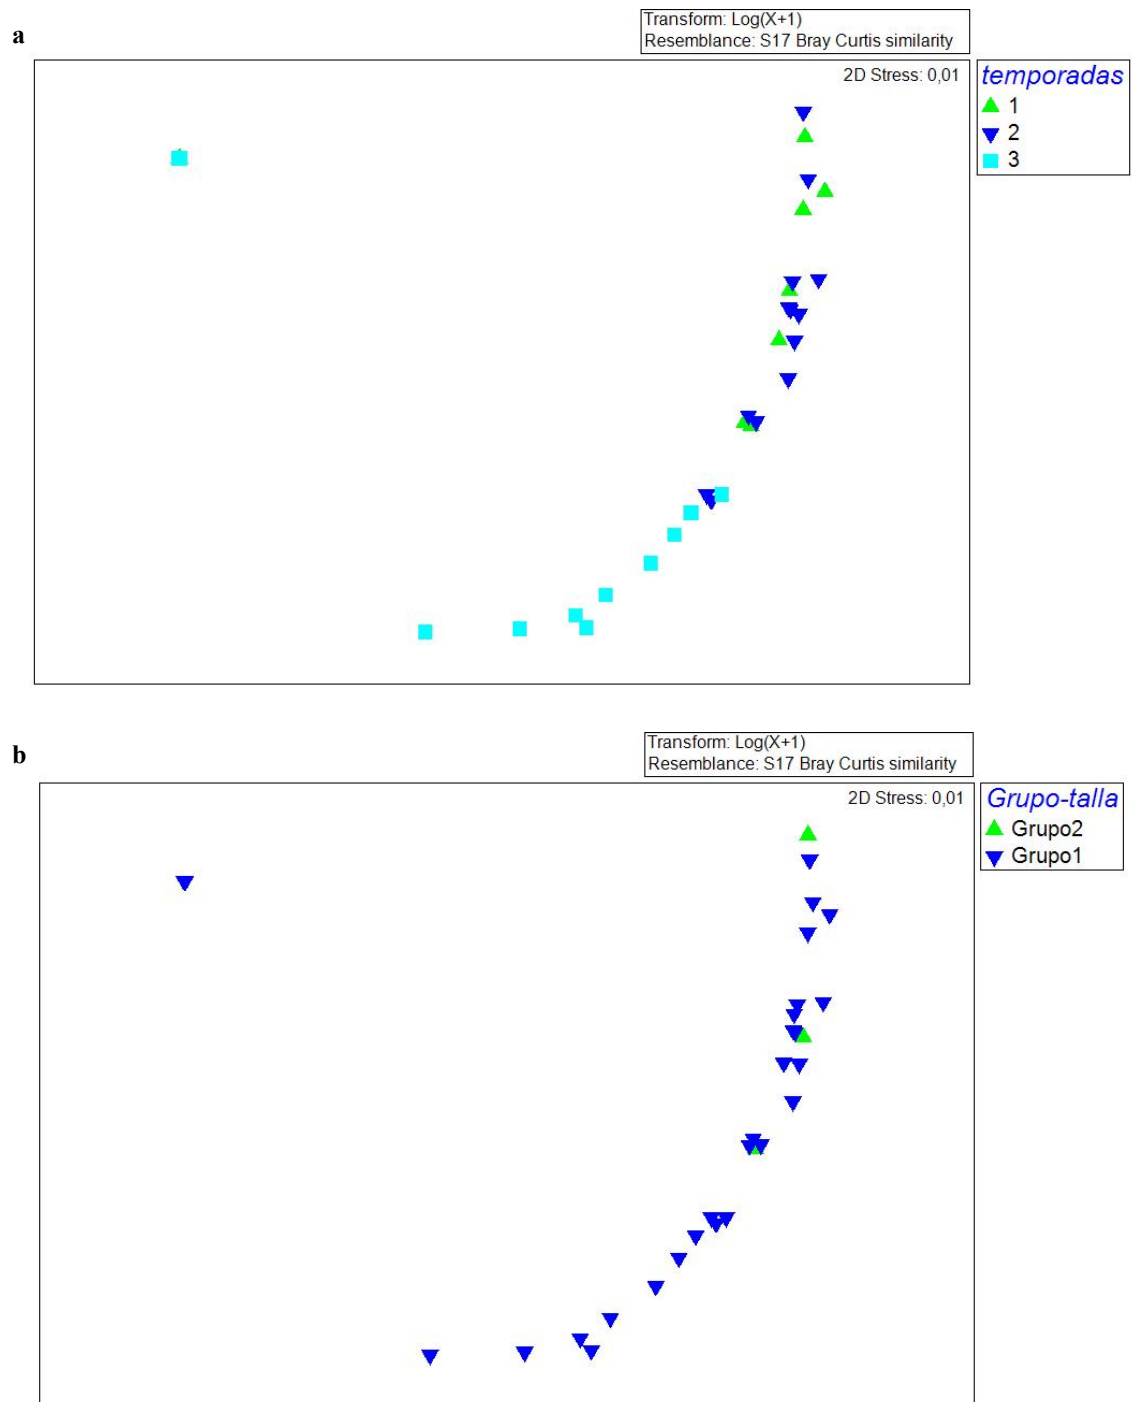 a
Transform: Log(X+1)
Resemblance: S17 Bray Curtis similarity
2D Stress: 0,01
temporadas
1
2
3
b
Transform: Log(X+1)
Resemblance: S17 Bray Curtis similarity
2D Stress: 0,01
Grupo-talla
Grupo2
Grupo1